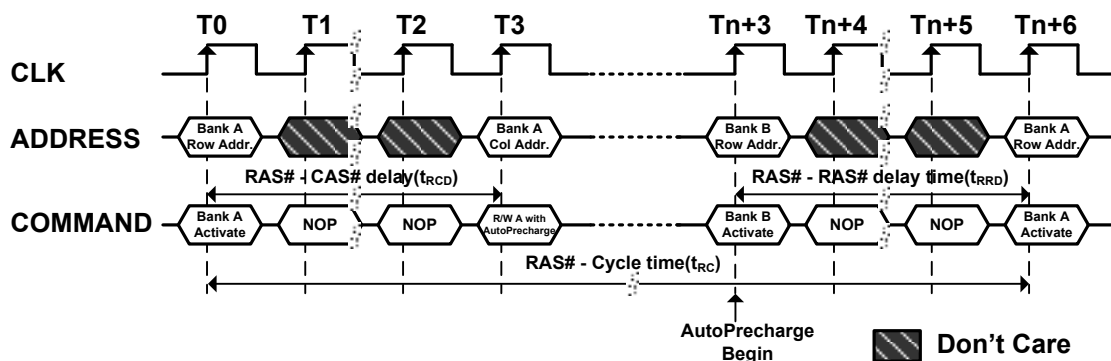 T0 T1 T2 T3 Tn+3 Tn+4 Tn+5 Tn+6
CLK
ADDRESS
Bank A
Row Addr.
Bank A
Col Addr.
Bank B
Row Addr.
Bank A
Row Addr.
RAS# - CAS# delay(tRCD)
RAS# - RAS# delay time(tRRD)
COMMAND
Bank A
Activate
NOP
NOP
R/W A with
AutoPrecharge
Bank B
Activate
NOP
NOP
Bank A
Activate
RAS# - Cycle time(tRC)
AutoPrecharge
Begin
Don't Care